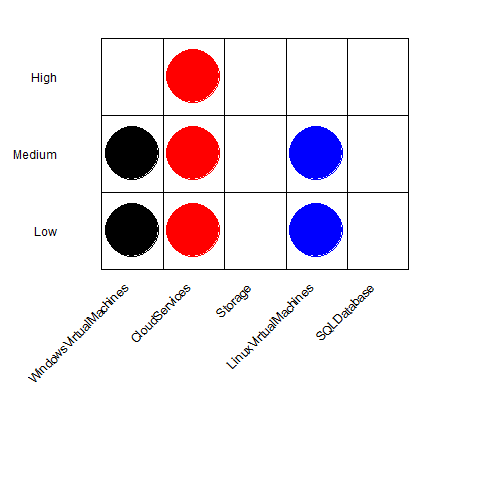 High
Medium
Low
WindowsVirtualMachines
CloudServices
Storage
LinuxVirtualMachines
SQLDatabase